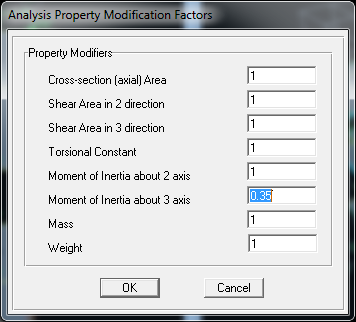 Analysis Property Modification Factors
Property Modifiers
Cross-section (axial) Area 1
Shear Area in 2 direction 1
Shear Area in 3 direction 1
Torsional Constant 1
Moment of Inertia about 2 axis 1
Moment of Inertia about 3 axis 0.35
Mass 1
Weight 1
OK Cancel